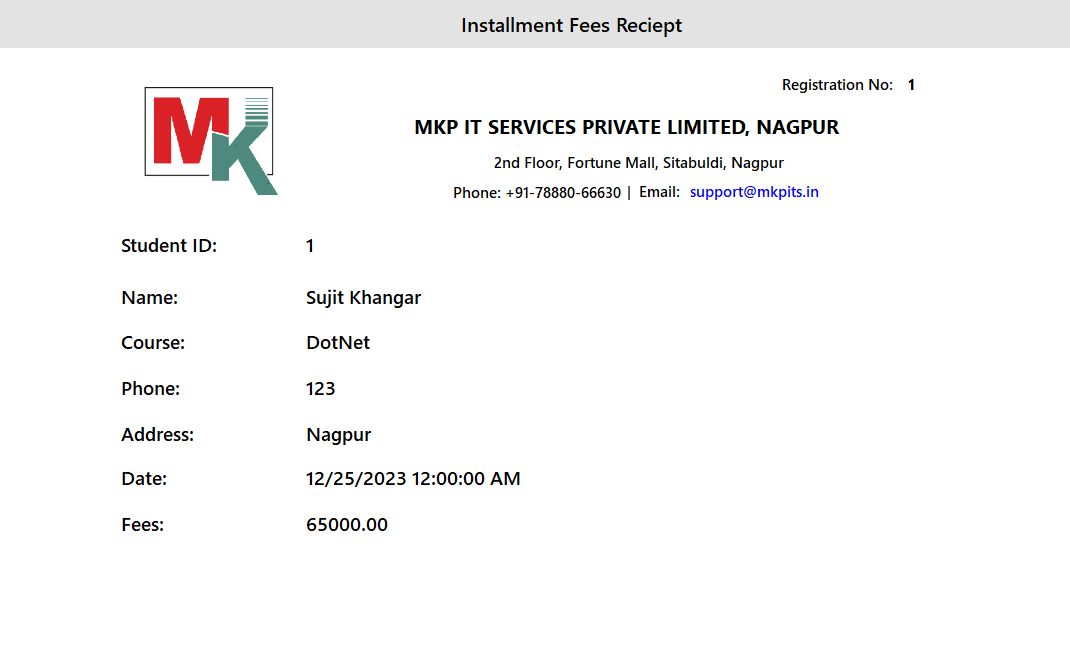 Installment Fees Reciept
Registration No: 1
MK
MKP IT SERVICES PRIVATE LIMITED, NAGPUR
2nd Floor, Fortune Mall, Sitabuldi, Nagpur
Phone: +91-78880-66630 | Email: support@mkpits.in
Student ID: 1
Name: Sujit Khangar
Course: DotNet
Phone: 123
Address: Nagpur
Date: 12/25/2023 12:00:00 AM
Fees: 65000.00